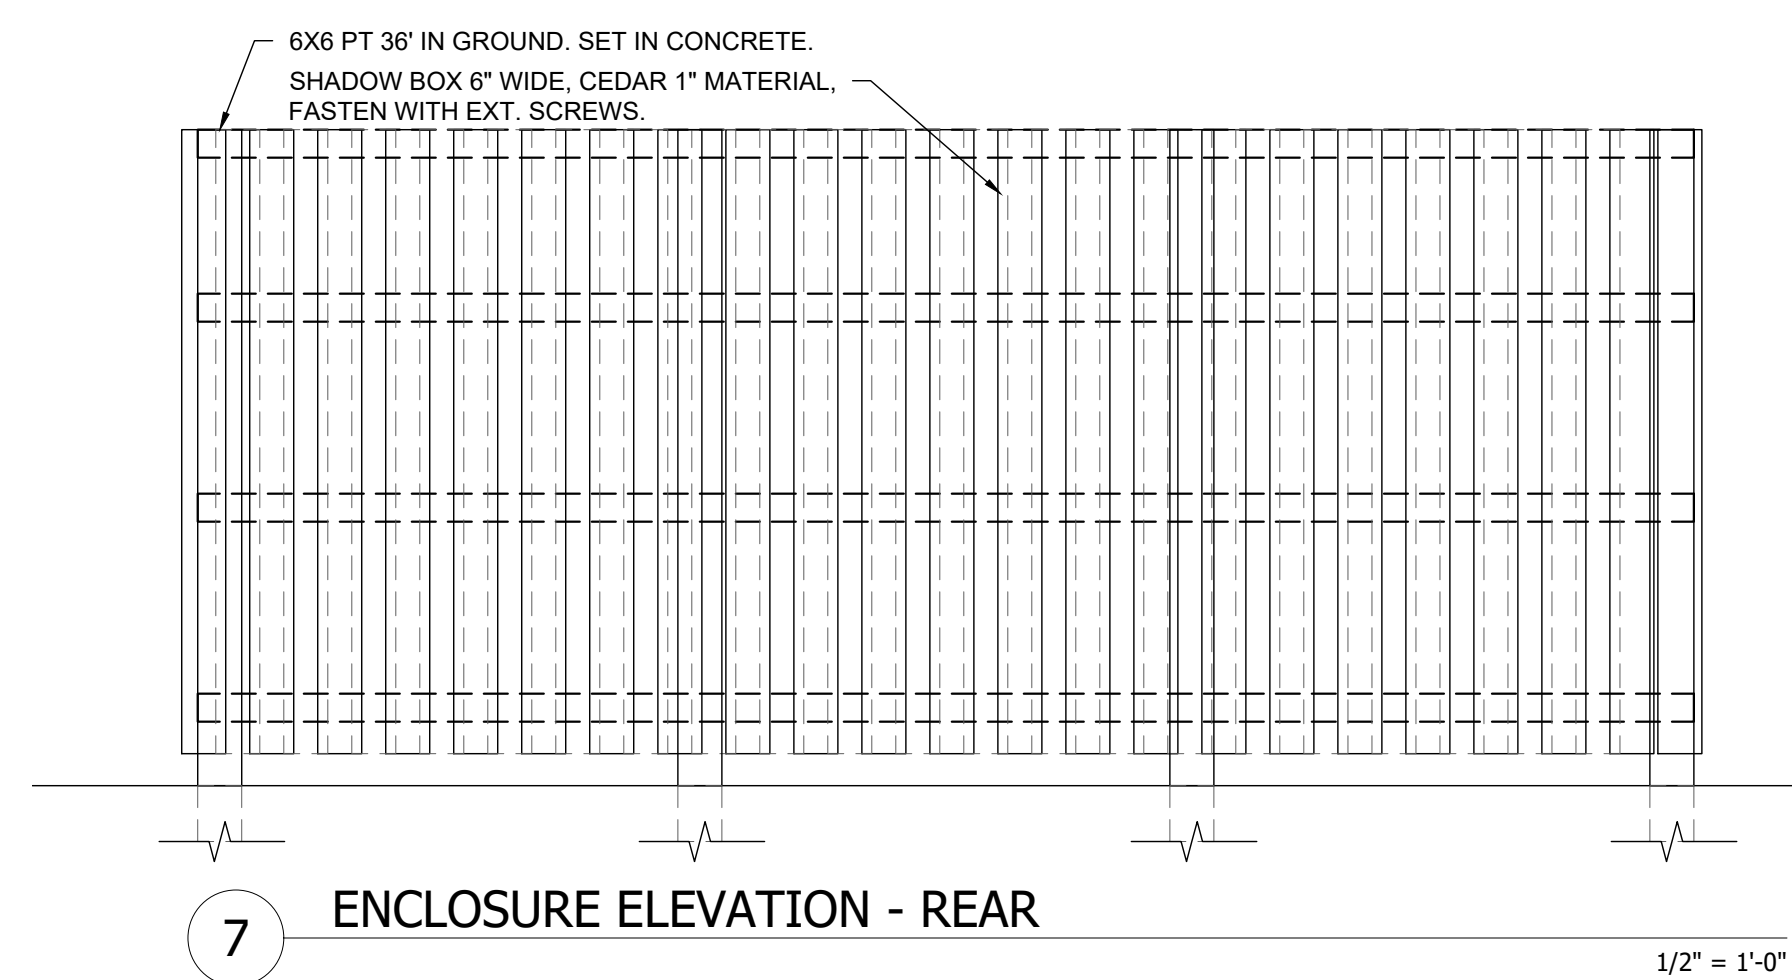 6X6 PT 36' IN GROUND. SET IN CONCRETE.
SHADOW BOX 6" WIDE, CEDAR 1" MATERIAL,
FASTEN WITH EXT. SCREWS.
7
ENCLOSURE ELEVATION - REAR
1/2" = 1'-0"